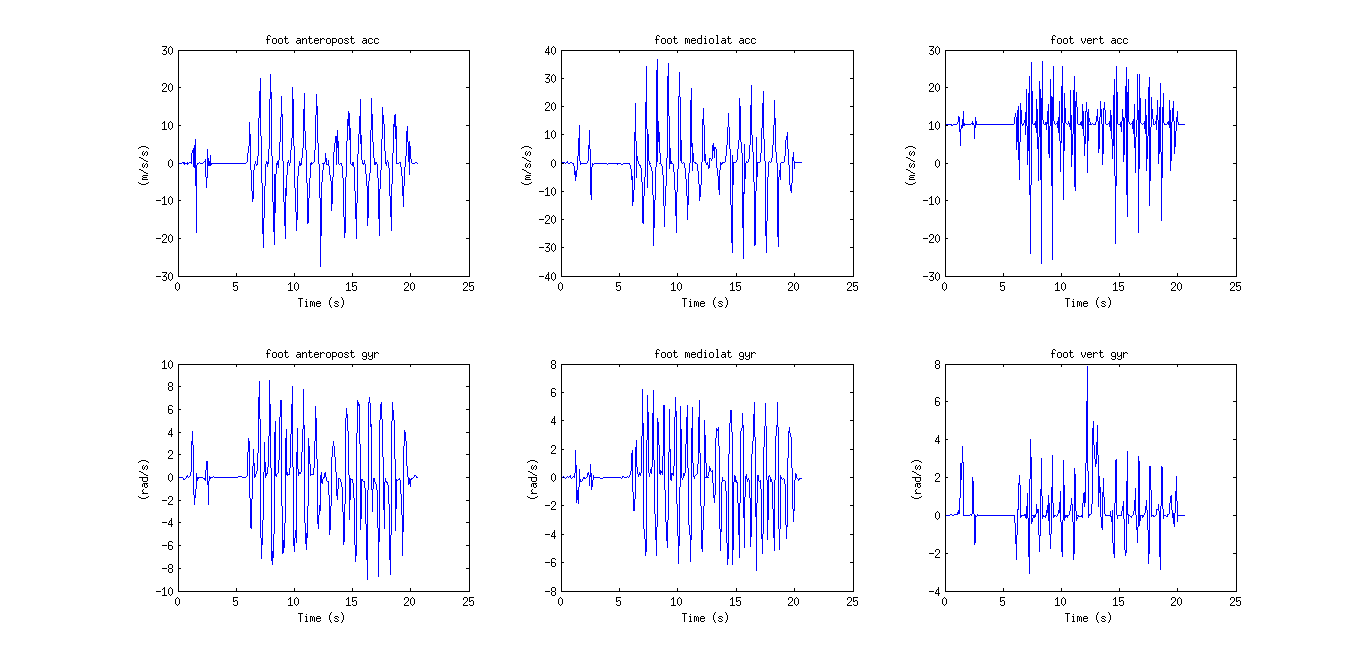 foot anteropost acc
foot mediolat acc
foot vert acc
30
20
10
0
-10
-20
-30
(m/s/s)
0 5 10 15 20 25
Time (s)
40
30
20
10
0
-10
-20
-30
-40
(m/s/s)
0 5 10 15 20 25
Time (s)
30
20
10
0
-10
-20
-30
(m/s/s)
0 5 10 15 20 25
Time (s)
foot anteropost gyr
foot mediolat gyr
foot vert gyr
10
8
6
4
2
0
-2
-4
-6
-8
-10
(rad/s)
0 5 10 15 20 25
Time (s)
8
6
4
2
0
-2
-4
-6
-8
(rad/s)
0 5 10 15 20 25
Time (s)
8
6
4
2
0
-2
-4
(rad/s)
0 5 10 15 20 25
Time (s)